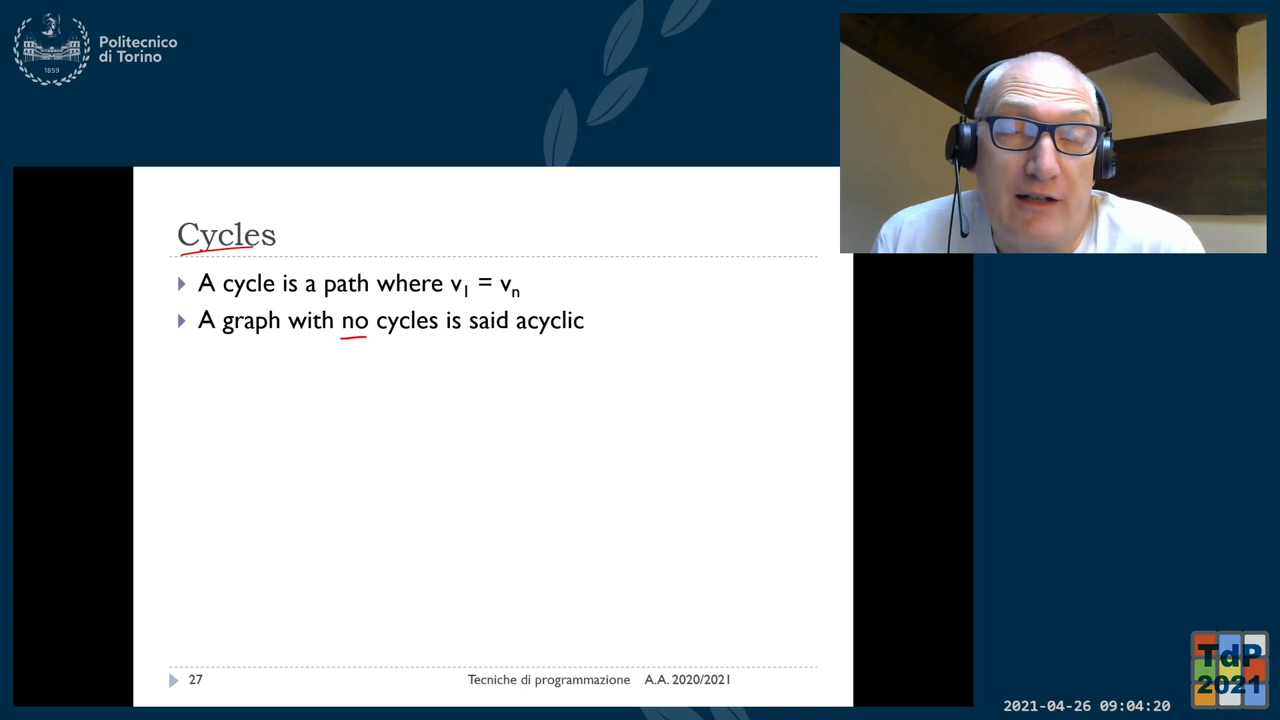 Politecnico
di Torino
1859
Cycles
A cycle is a path where v1 = vn
A graph with no cycles is said acyclic
27
Tecniche di programmazione A.A. 2020/2021
TdP
2021
2021-04-26 09:04:20